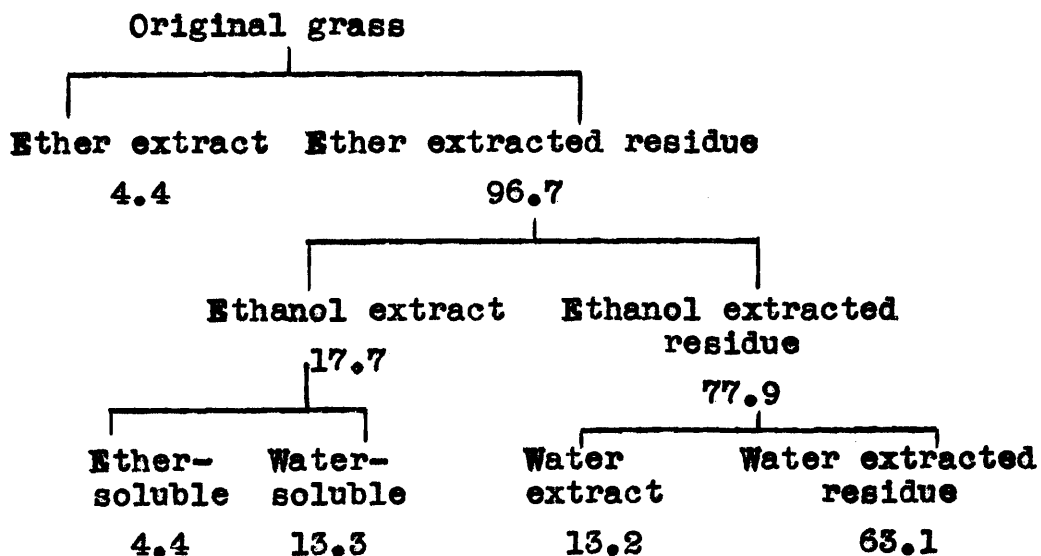 Original grass
Ether extract Ether extracted residue
4.4 96.7
Ethanol extract
17.7
Ethanol extracted
residue
77.9
Ether-
soluble
4.4
Water-
soluble
13.3
Water
extract
13.2
Water extracted
residue
63.1